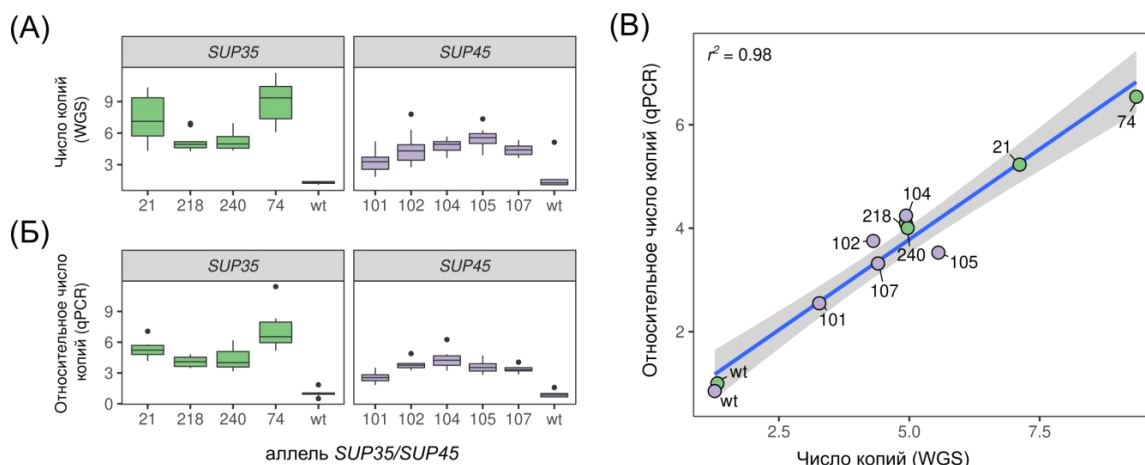 (А)
SUP35
SUP45
Число копий
(WGS)
9
6
3
21 218 240 74 wt
101 102 104 105 107 wt
(Б)
SUP35
SUP45
Относительное число
копий (qPCR)
9
6
3
0
21 218 240 74 wt
101 102 104 105 107 wt
аллель SUP35/SUP45
(В)
r² = 0.98
Относительное число копий (qPCR)
6
4
2
74
21
104
218
102
240
105
107
101
wt
wt
2.5 5.0 7.5
Число копий (WGS)